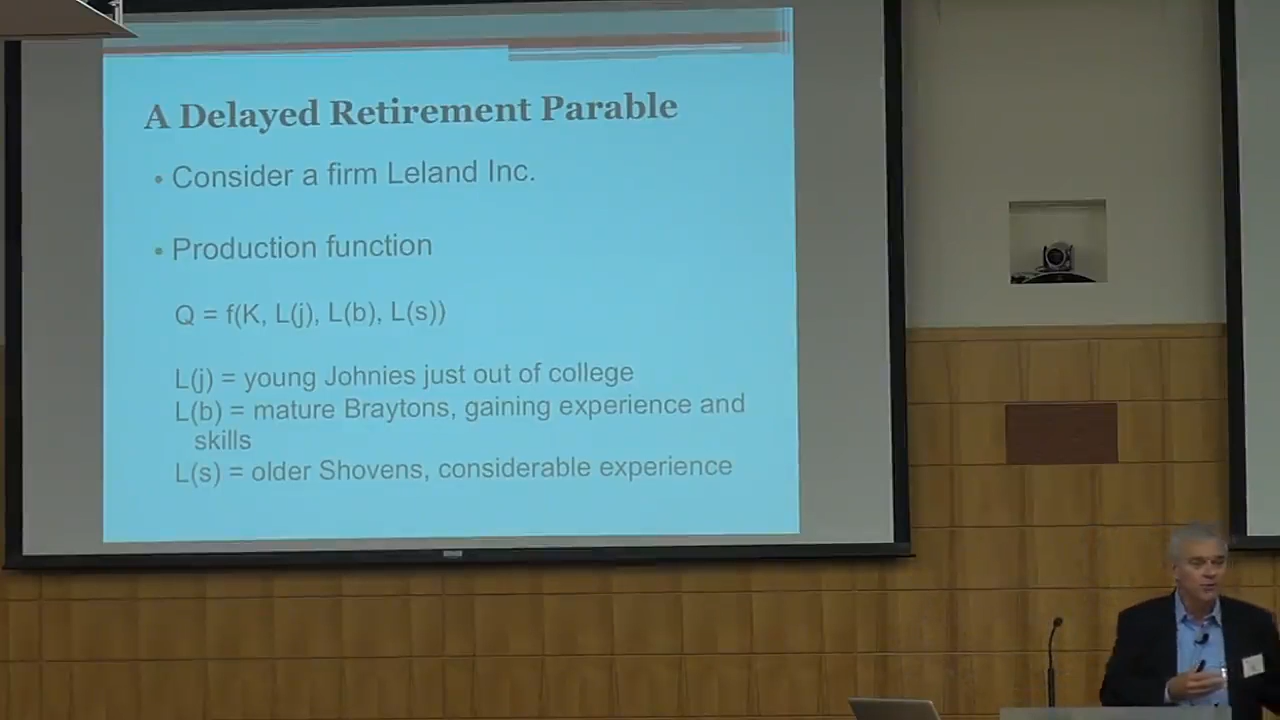 A Delayed Retirement Parable
• Consider a firm Leland Inc.
• Production function
Q = f(K, L(j), L(b), L(s))
L(j) = young Johnies just out of college
L(b) = mature Braytons, gaining experience and
skills
L(s) = older Shovens, considerable experience